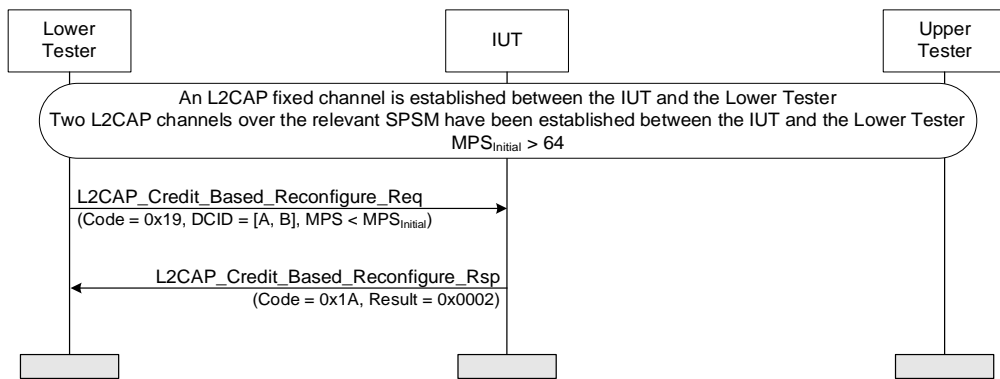 Lower
Tester
IUT
Upper
Tester
An L2CAP fixed channel is established between the IUT and the Lower Tester
Two L2CAP channels over the relevant SPSM have been established between the IUT and the Lower Tester
MPSInitial > 64
L2CAP_Credit_Based_Reconfigure_Req
(Code = 0x19, DCID = [A, B], MPS < MPSInitial)
L2CAP_Credit_Based_Reconfigure_Rsp
(Code = 0x1A, Result = 0x0002)